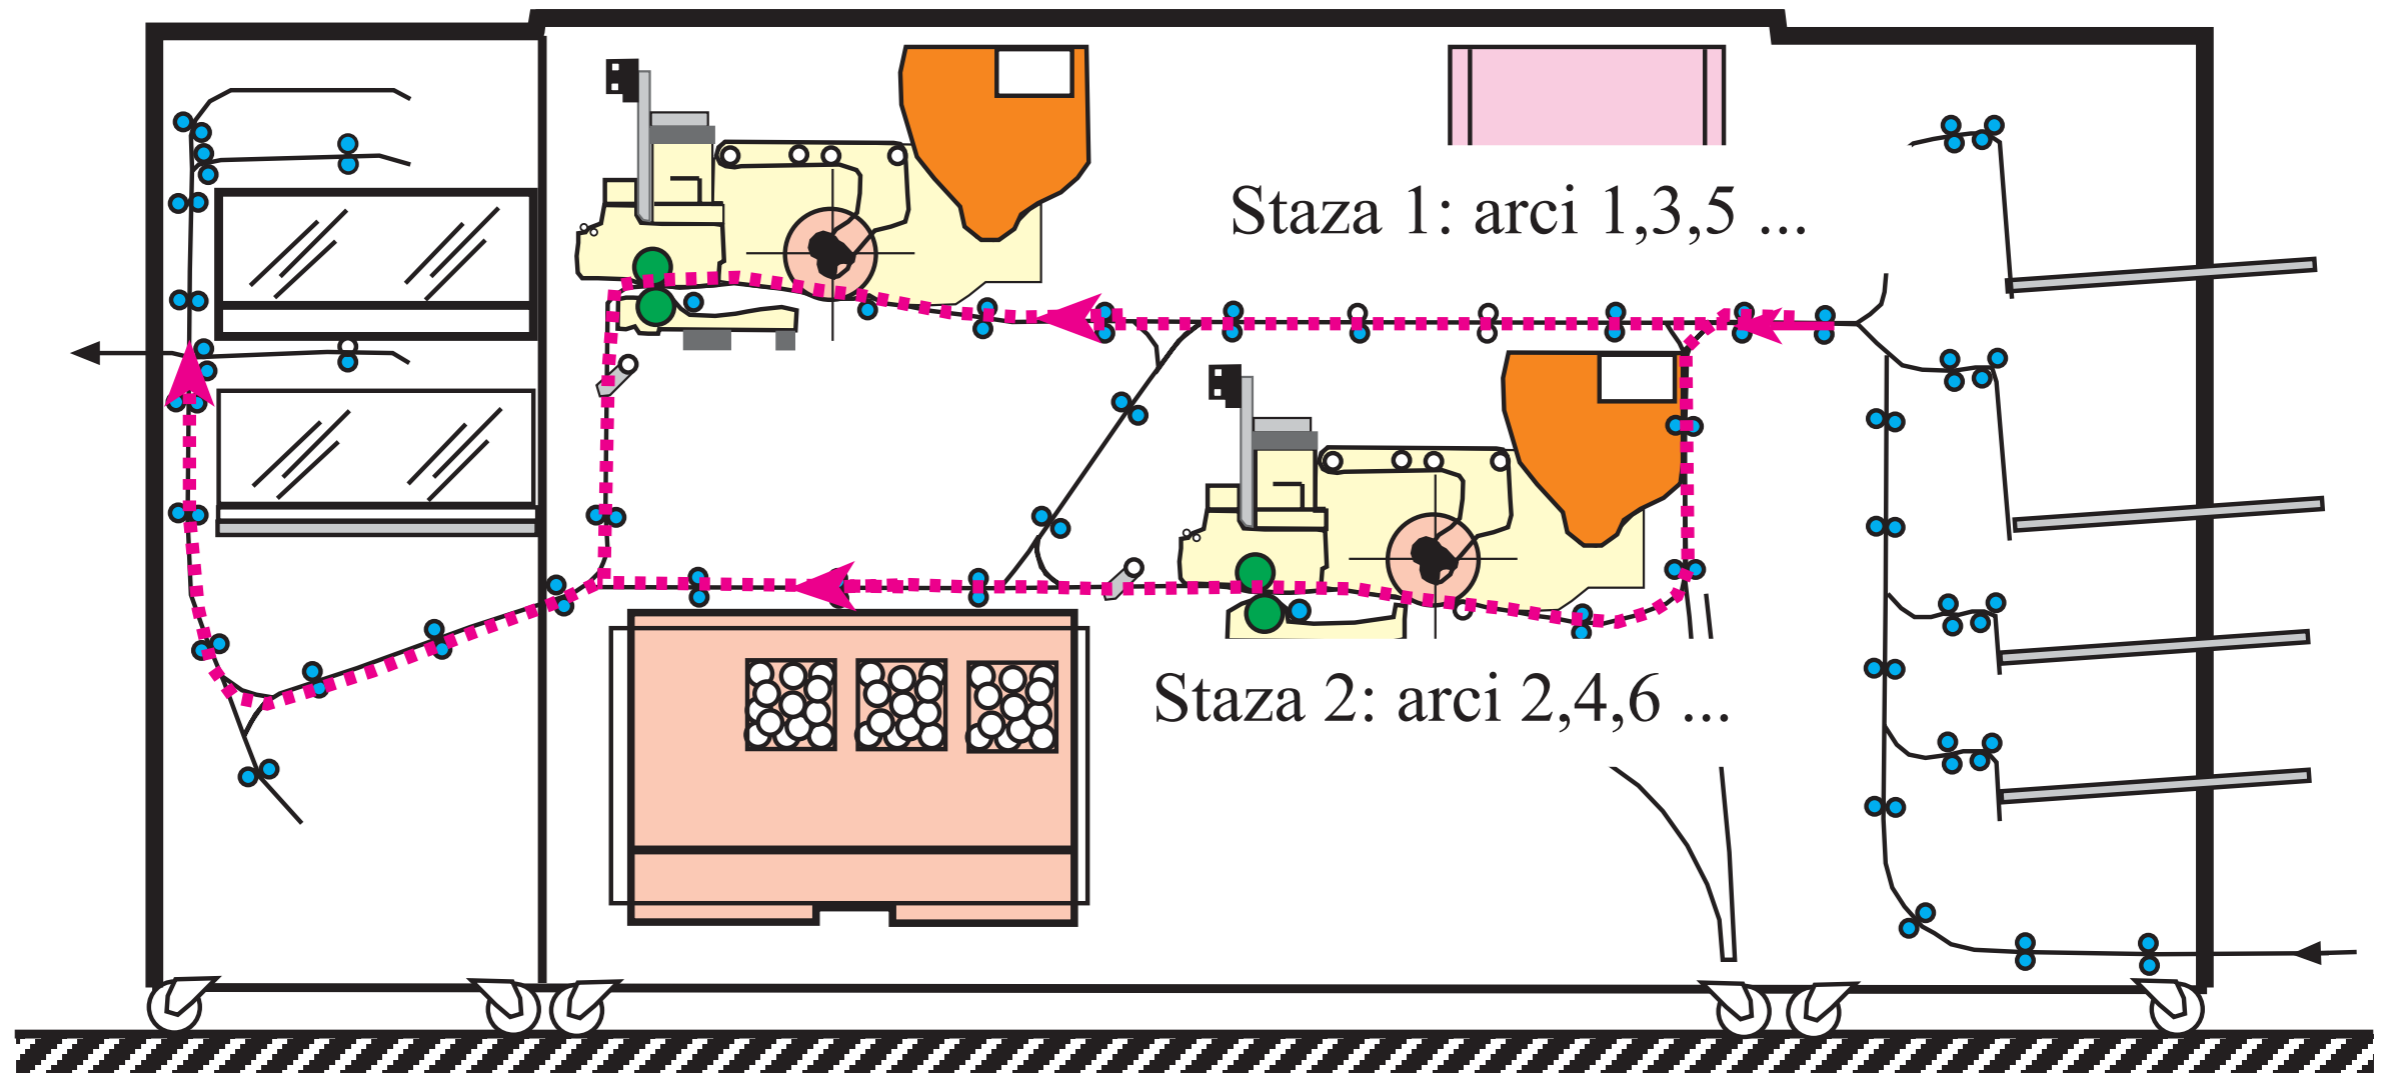 Staza 1: arci 1,3,5 ...
Staza 2: arci 2,4,6 ...